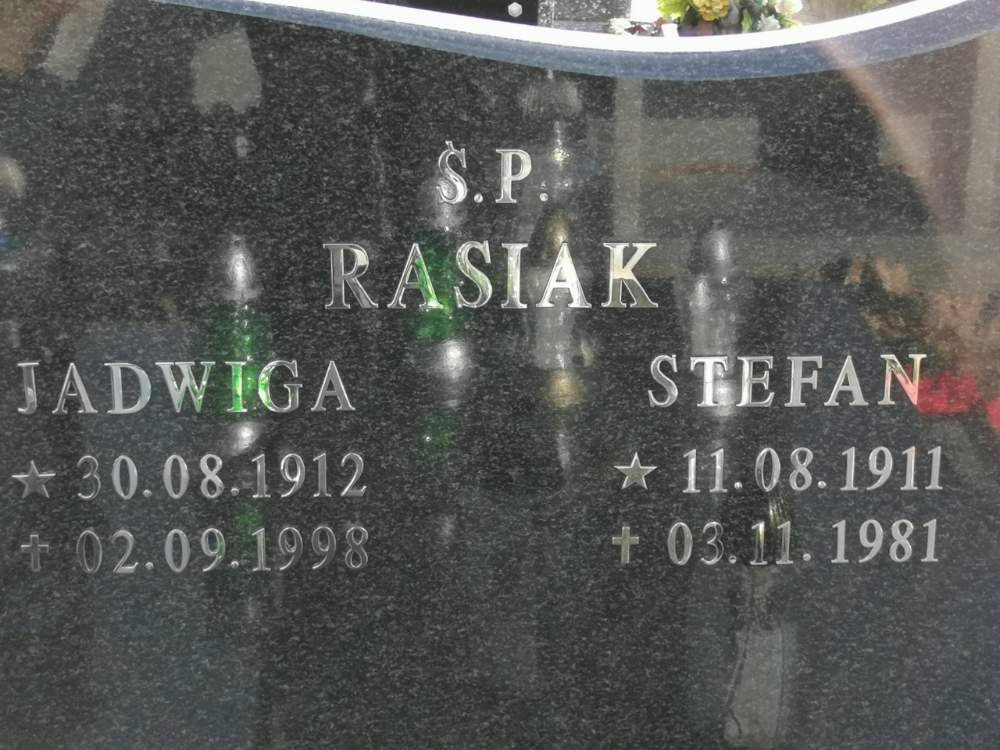 Ś.P.
RASIAK
JADWIGA
★ 30.08.1912
✝ 02.09.1998
STEFAN
★ 11.08.1911
✝ 03.11.1981